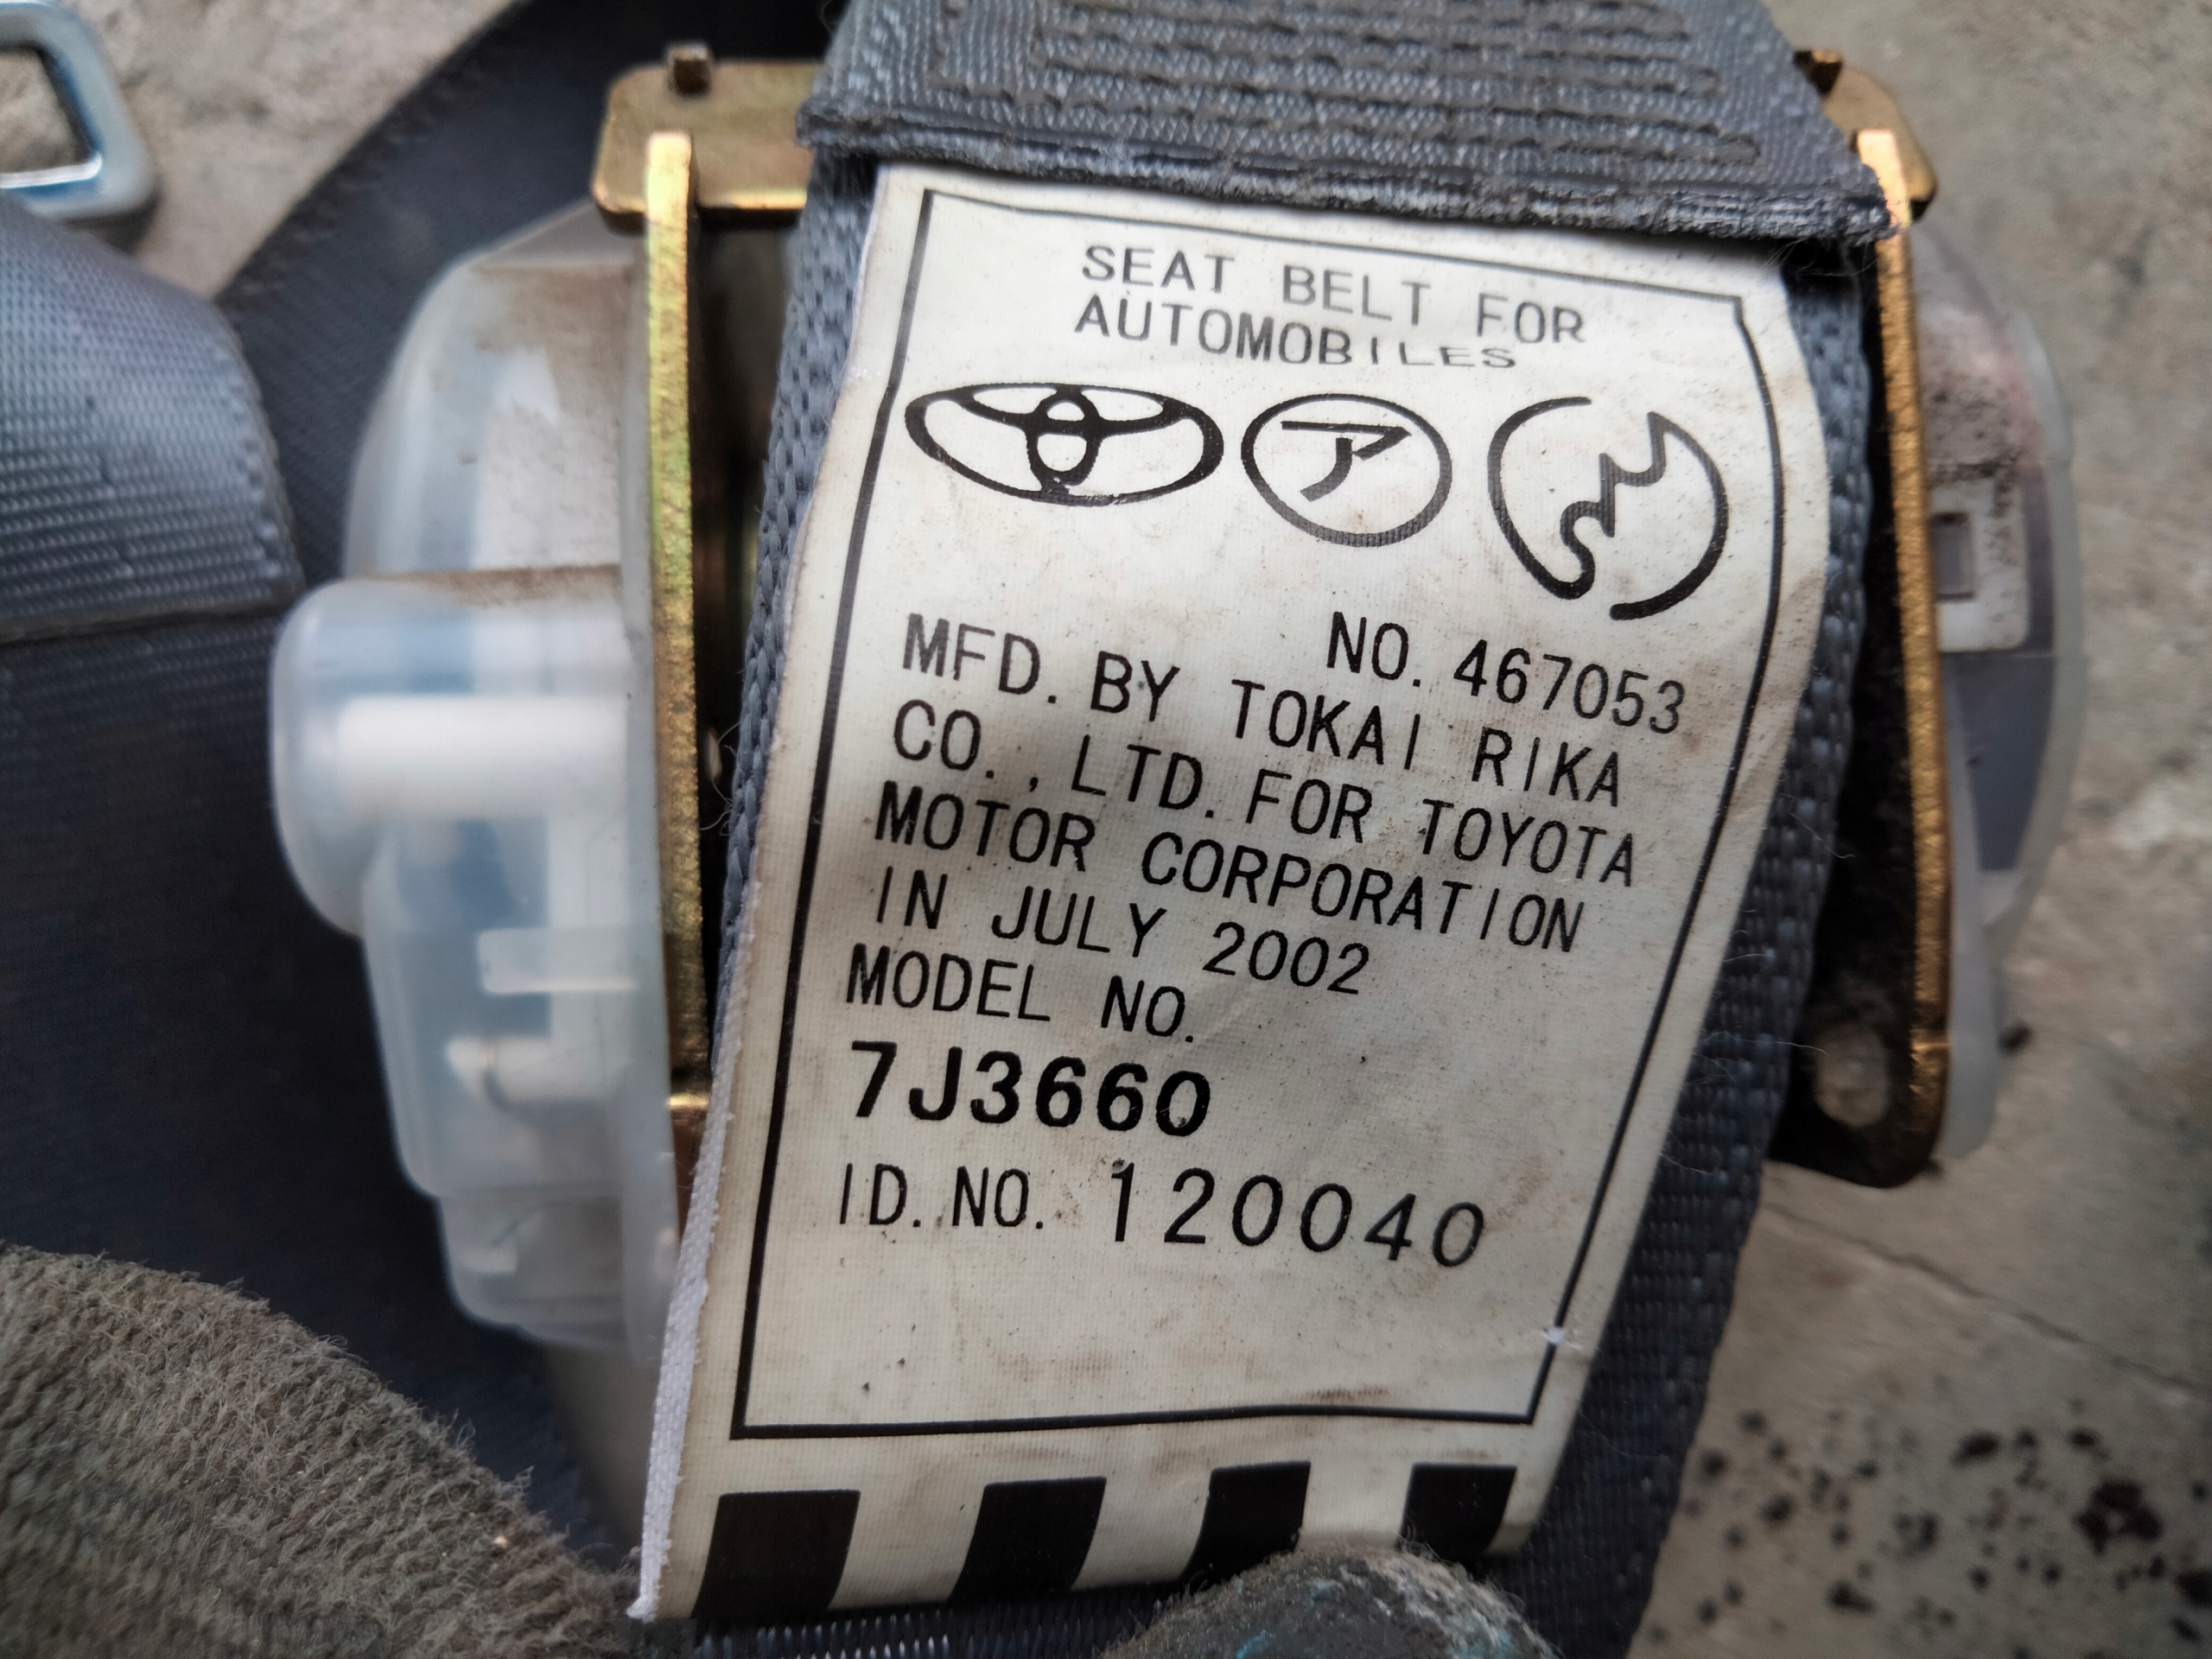 SEAT BELT FOR
AUTOMOBILES
ア
NO. 467053
MFD. BY TOKAI RIKA
CO., LTD. FOR TOYOTA
MOTOR CORPORATION
IN JULY 2002
MODEL NO.
7J3660
ID. NO. 120040